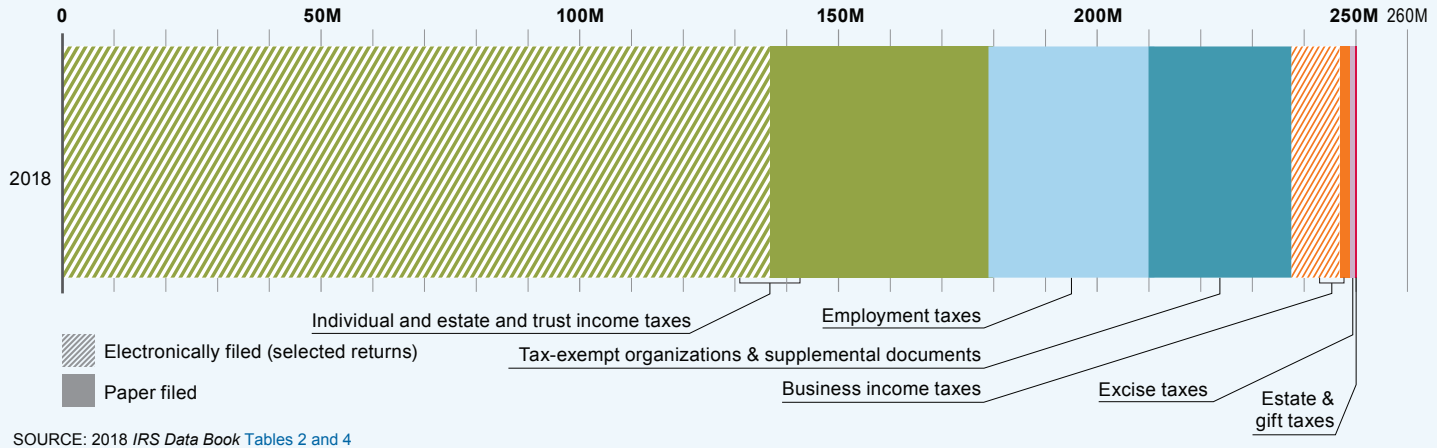 0 50M 100M 150M 200M 250M 260M
2018
Individual and estate and trust income taxes
Employment taxes
Electronically filed (selected returns)
Tax-exempt organizations & supplemental documents
Paper filed
Business income taxes
Excise taxes
Estate &
gift taxes
SOURCE: 2018 IRS Data Book Tables 2 and 4